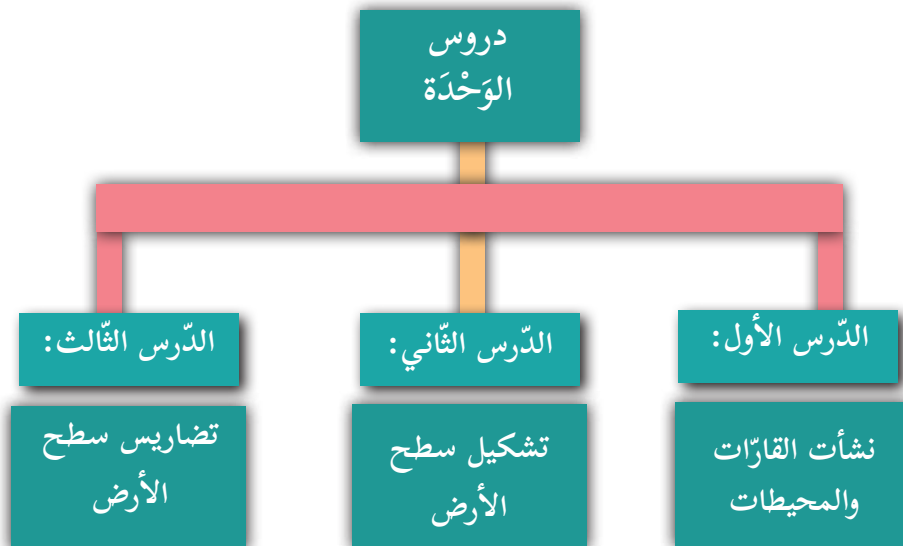 دروس
الوَحْدَة
الدّرس الأول:
نشأت القارّات
والمحيطات
الدّرس الثّاني:
تشكيل سطح
الأرض
الدّرس الثّالث:
تضاريس سطح
الأرض